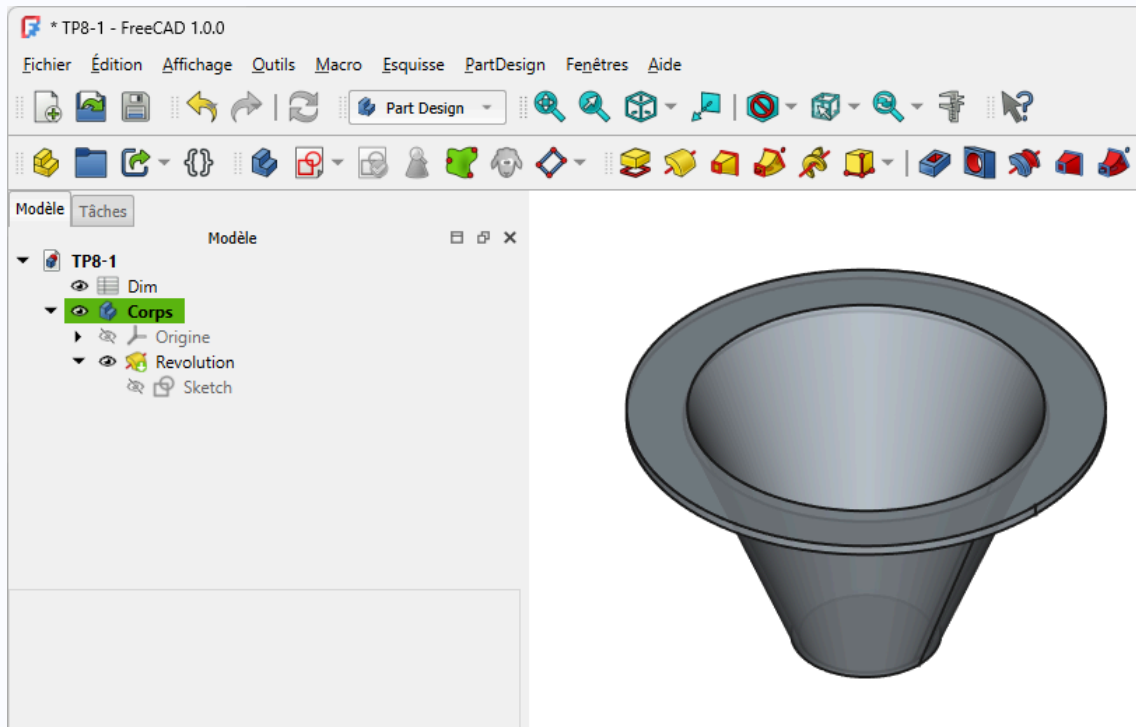 * TP8-1 - FreeCAD 1.0.0
Fichier Édition Affichage Outils Macro Esquisse PartDesign Fenêtres Aide
Part Design
Modèle Tâches
Modèle
TP8-1
Dim
Corps
Origine
Revolution
Sketch